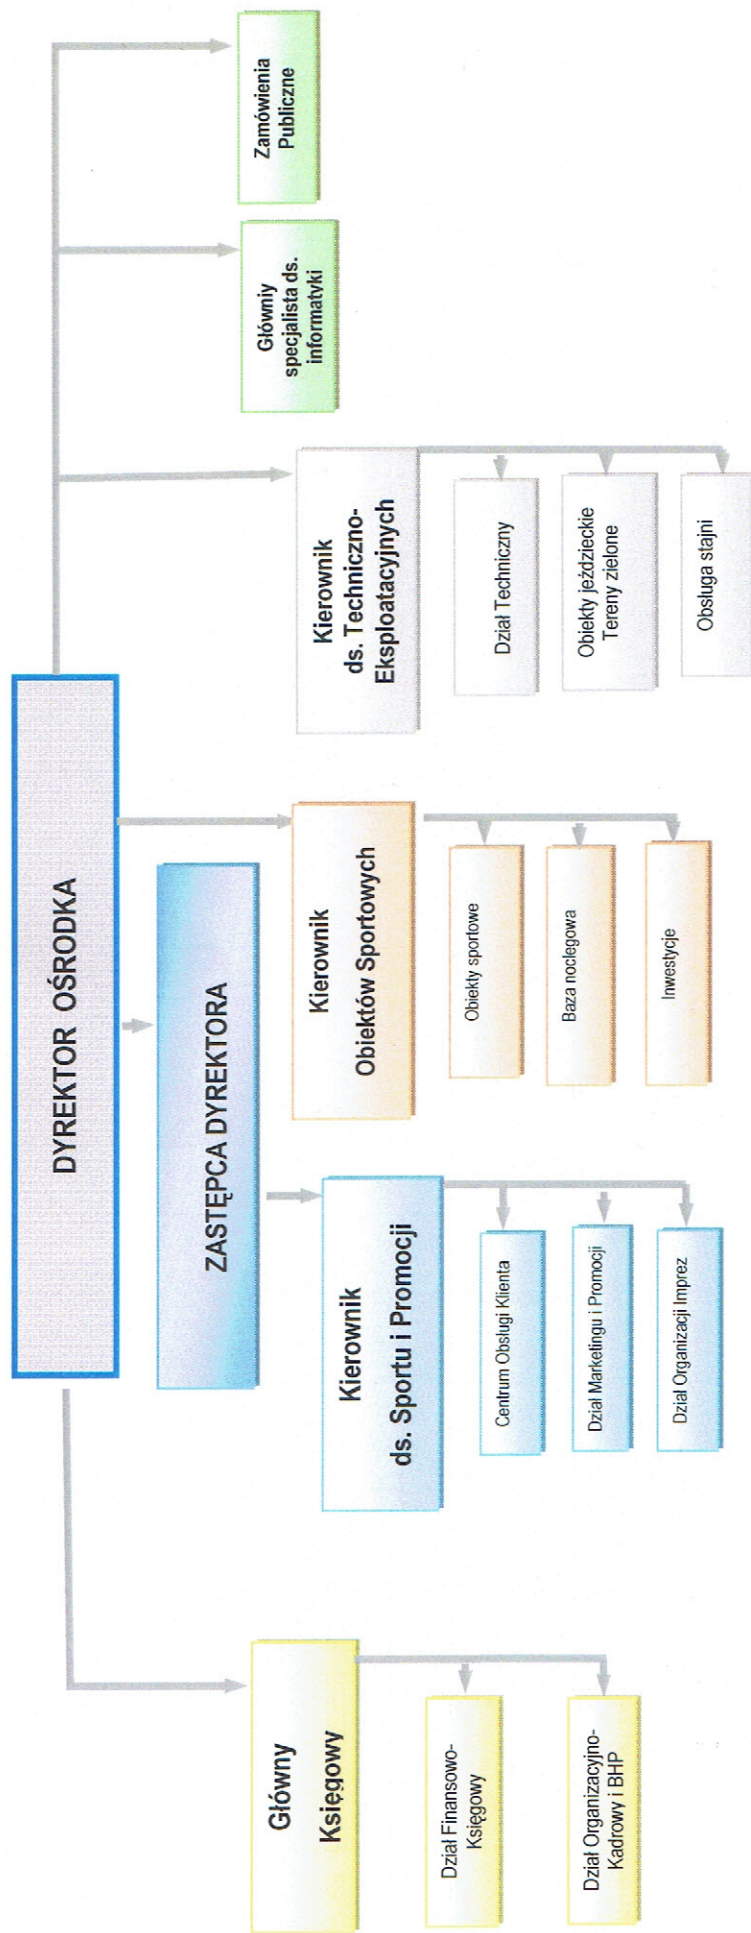 DYREKTOR OŚRODKA
ZASTĘPCA DYREKTORA
Główny
Księgowy
Dział Finansowo-
Księgowy
Dział Organizacyjno-
Kadrowy i BHP
Kierownik
ds. Sportu i Promocji
Centrum Obsługi Klienta
Dział Marketingu i Promocji
Dział Organizacji Imprez
Kierownik
Obiektów Sportowych
Obiekty sportowe
Baza noclegowa
Inwestycje
Kierownik
ds. Techniczno-
Eksploatacyjnych
Dział Techniczny
Obiekty jeździeckie
Tereny zielone
Obsługa stajni
Główniy
specjalista ds.
informatyki
Zamówienia
Publiczne